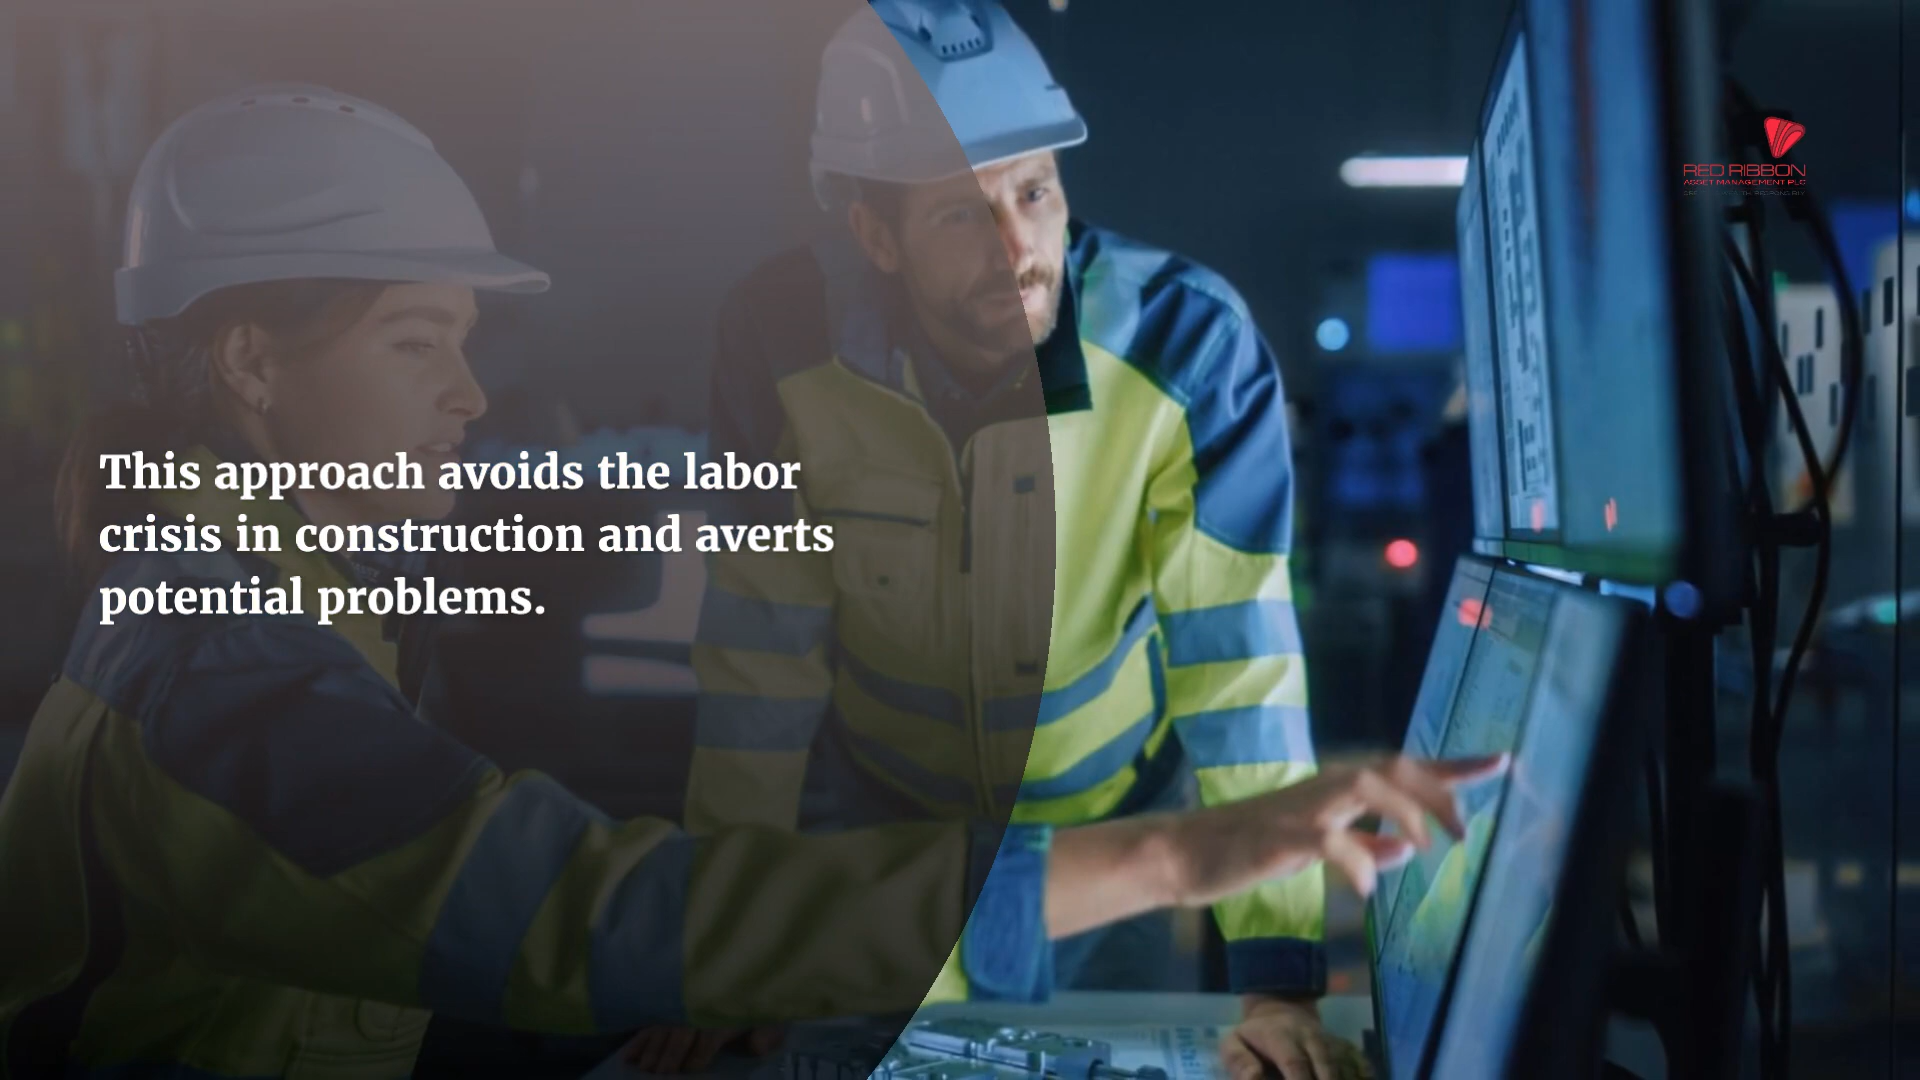 This approach avoids the labor
crisis in construction and averts
potential problems.
RED RIBBON
ASSET MANAGEMENT PLC